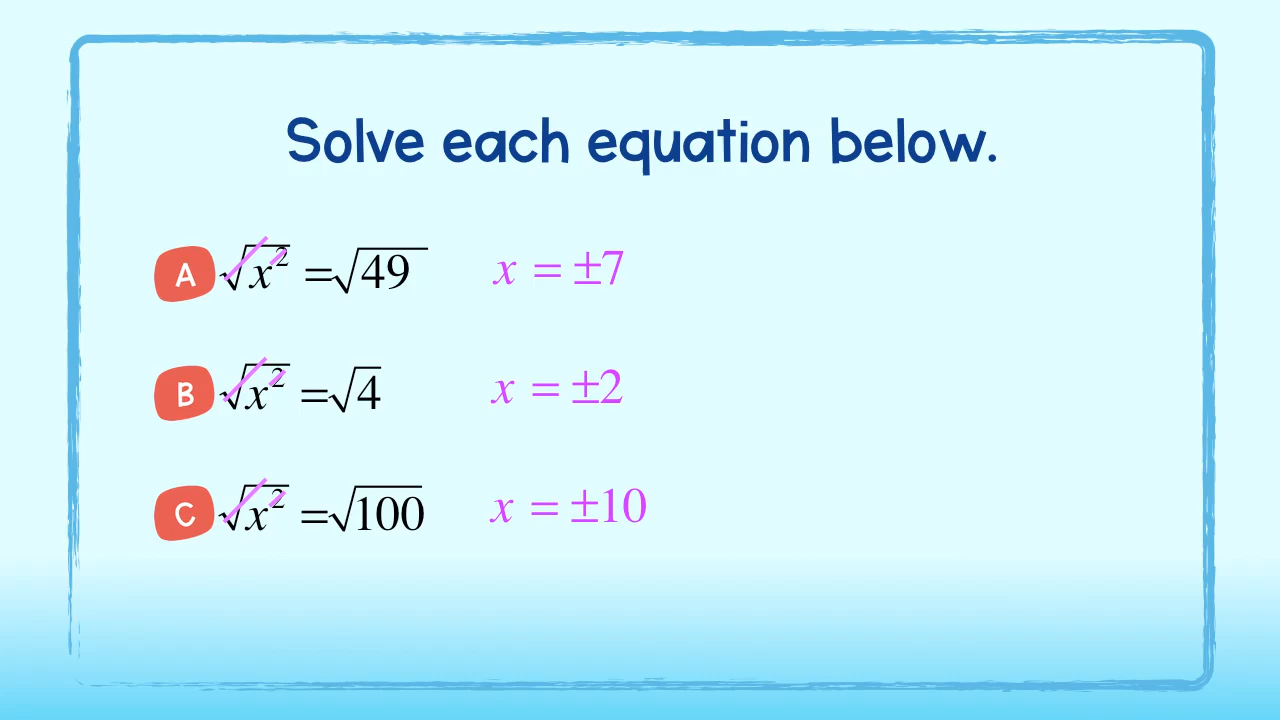 Solve each equation below.
A √x² = √49 x = ±7
B √x² = √4 x = ±2
C √x² = √100 x = ±10